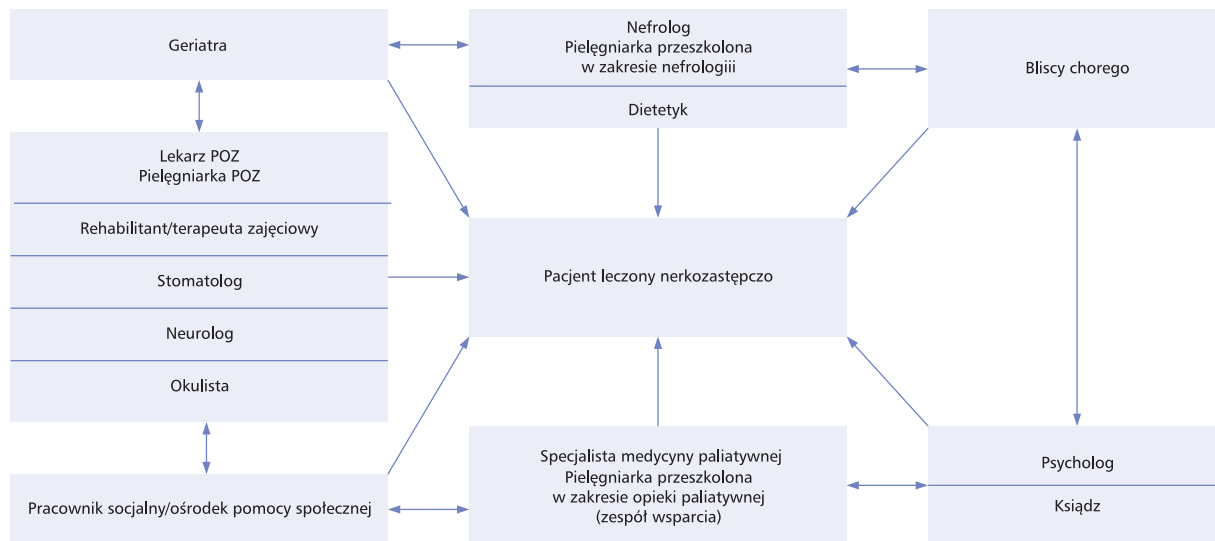 Geriatra
Nefrolog
Pielęgniarka przeszkolona
w zakresie nefrologiii
Dietetyk
Bliscy chorego
Lekarz POZ
Pielęgniarka POZ
Rehabilitant/terapeuta zajęciowy
Stomatolog
Neurolog
Okulista
Pacjent leczony nerkozastępczo
Pracownik socjalny/ośrodek pomocy społecznej
Specjalista medycyny paliatywnej
Pielęgniarka przeszkolona
w zakresie opieki paliatywnej
(zespół wsparcia)
Psycholog
Ksiądz